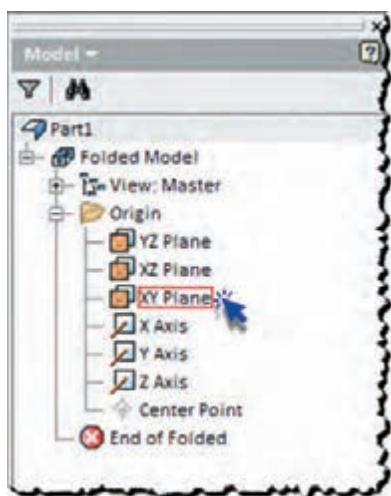 Model
Part1
Folded Model
View: Master
Origin
YZ Plane
XZ Plane
XY Plane
X Axis
Y Axis
Z Axis
Center Point
End of Folded